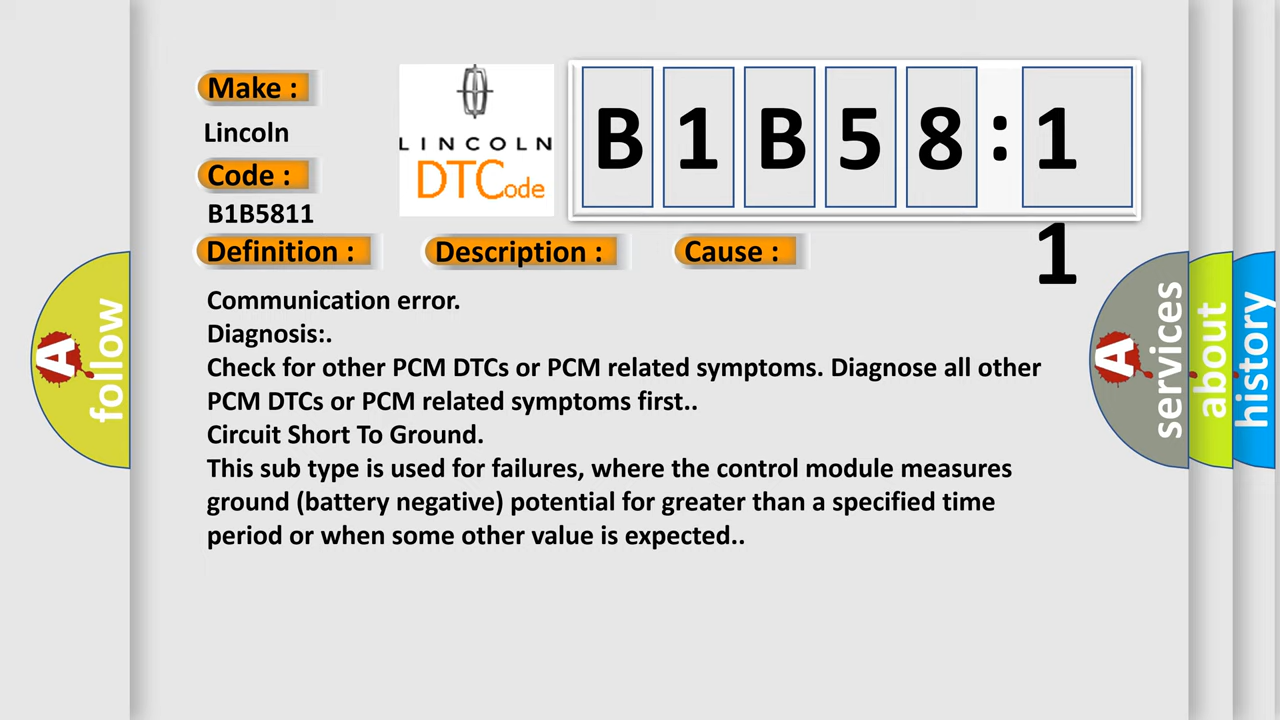 Make :
Lincoln
Code :
B1B5811
LINCOLN
DTCode
B1B58:1
1
Definition :
Description :
Cause :
Communication error.
Diagnosis:.
Check for other PCM DTCs or PCM related symptoms. Diagnose all other
PCM DTCs or PCM related symptoms first..
Circuit Short To Ground.
This sub type is used for failures, where the control module measures
ground (battery negative) potential for greater than a specified time
period or when some other value is expected..
A follow
A services
about
history